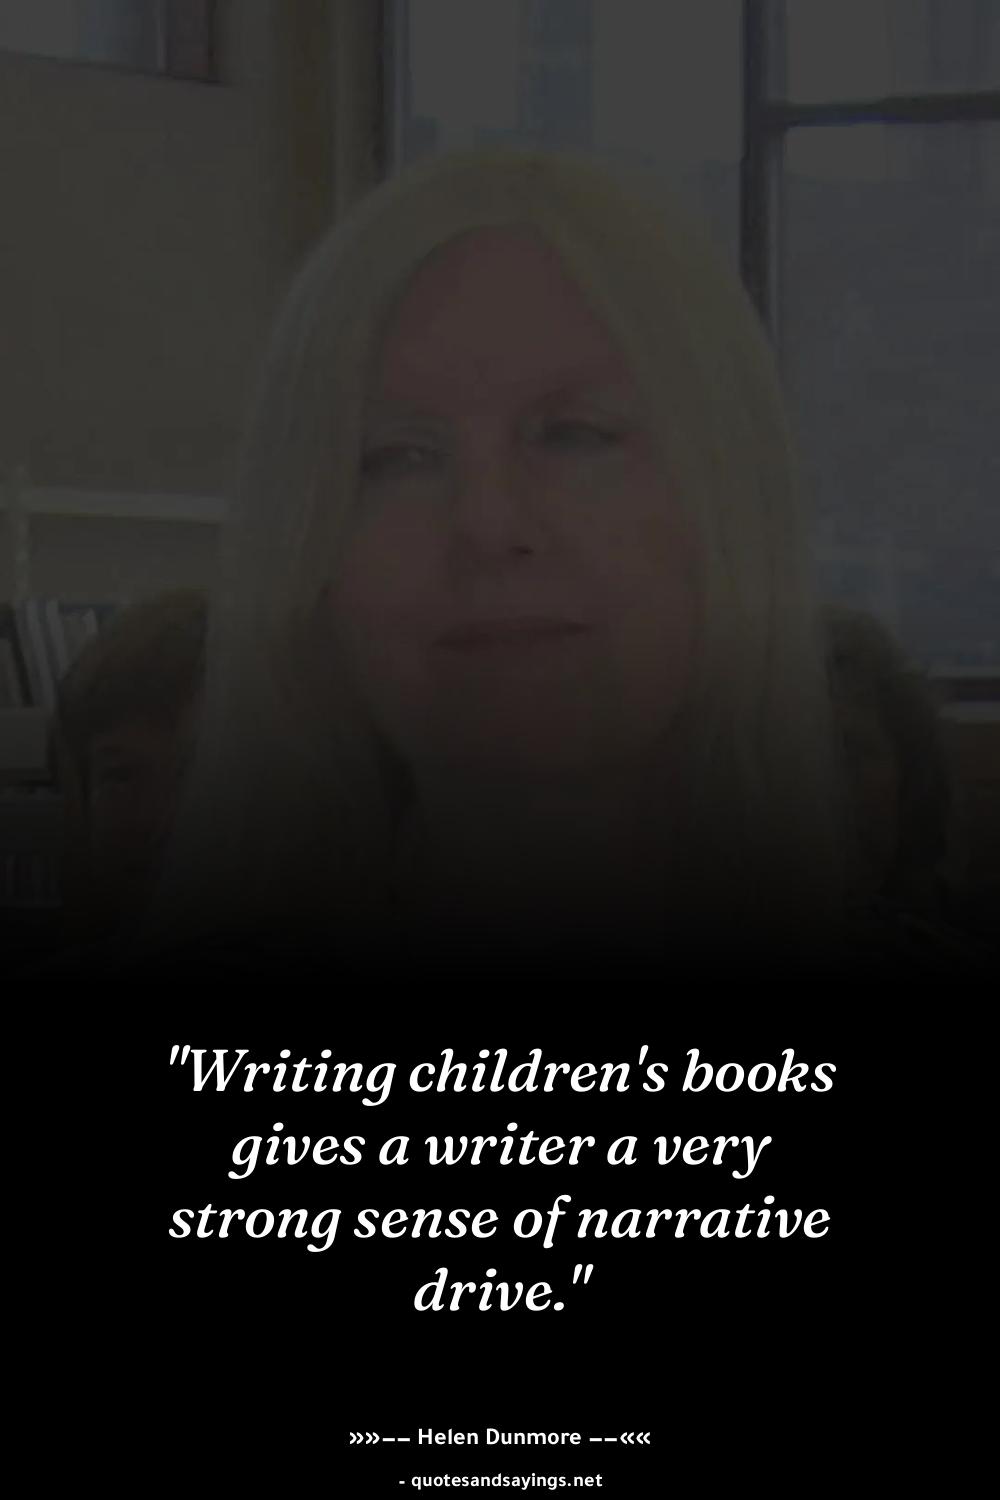 "Writing children's books
gives a writer a very
strong sense of narrative
drive."
»»–– Helen Dunmore ––««
- quotesandsayings.net